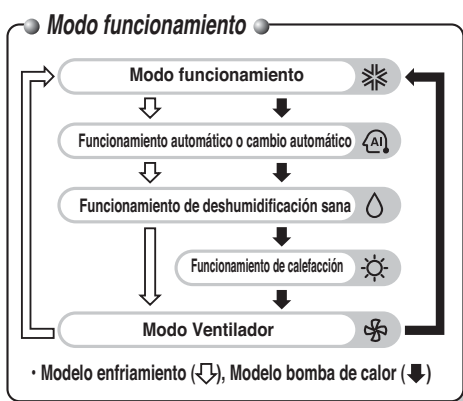 Modo funcionamiento
Modo funcionamiento
Funcionamiento automático o cambio automático
AI
Funcionamiento de deshumidificación sana
Funcionamiento de calefacción
Modo Ventilador
• Modelo enfriamiento (⇩), Modelo bomba de calor (⬇)